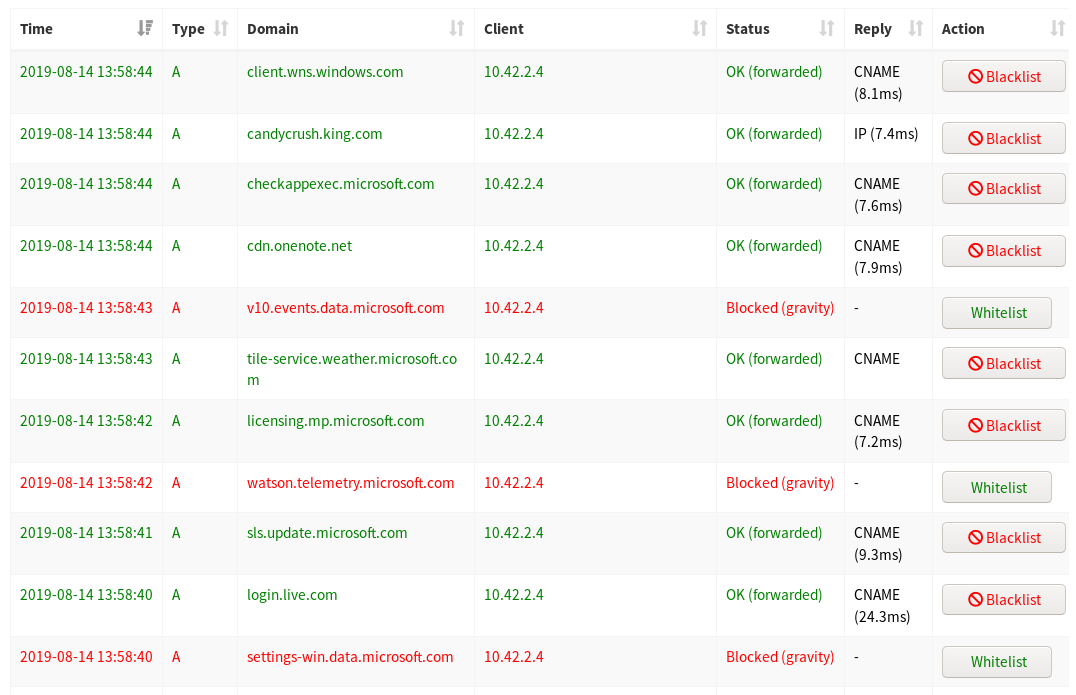 Time Type Domain Client Status Reply Action
2019-08-14 13:58:44 A client.wns.windows.com 10.42.2.4 OK (forwarded) CNAME Blacklist
(8.1ms)
2019-08-14 13:58:44 A candycrush.king.com 10.42.2.4 OK (forwarded) IP (7.4ms) Blacklist
2019-08-14 13:58:44 A checkappexec.microsoft.com 10.42.2.4 OK (forwarded) CNAME Blacklist
(7.6ms)
2019-08-14 13:58:44 A cdn.onenote.net 10.42.2.4 OK (forwarded) CNAME Blacklist
(7.9ms)
2019-08-14 13:58:43 A v10.events.data.microsoft.com 10.42.2.4 Blocked (gravity) - Whitelist
2019-08-14 13:58:43 A tile-service.weather.microsoft.co 10.42.2.4 OK (forwarded) CNAME Blacklist
m
2019-08-14 13:58:42 A licensing.mp.microsoft.com 10.42.2.4 OK (forwarded) CNAME Blacklist
(7.2ms)
2019-08-14 13:58:42 A watson.telemetry.microsoft.com 10.42.2.4 Blocked (gravity) - Whitelist
2019-08-14 13:58:41 A sls.update.microsoft.com 10.42.2.4 OK (forwarded) CNAME Blacklist
(9.3ms)
2019-08-14 13:58:40 A login.live.com 10.42.2.4 OK (forwarded) CNAME Blacklist
(24.3ms)
2019-08-14 13:58:40 A settings-win.data.microsoft.com 10.42.2.4 Blocked (gravity) - Whitelist